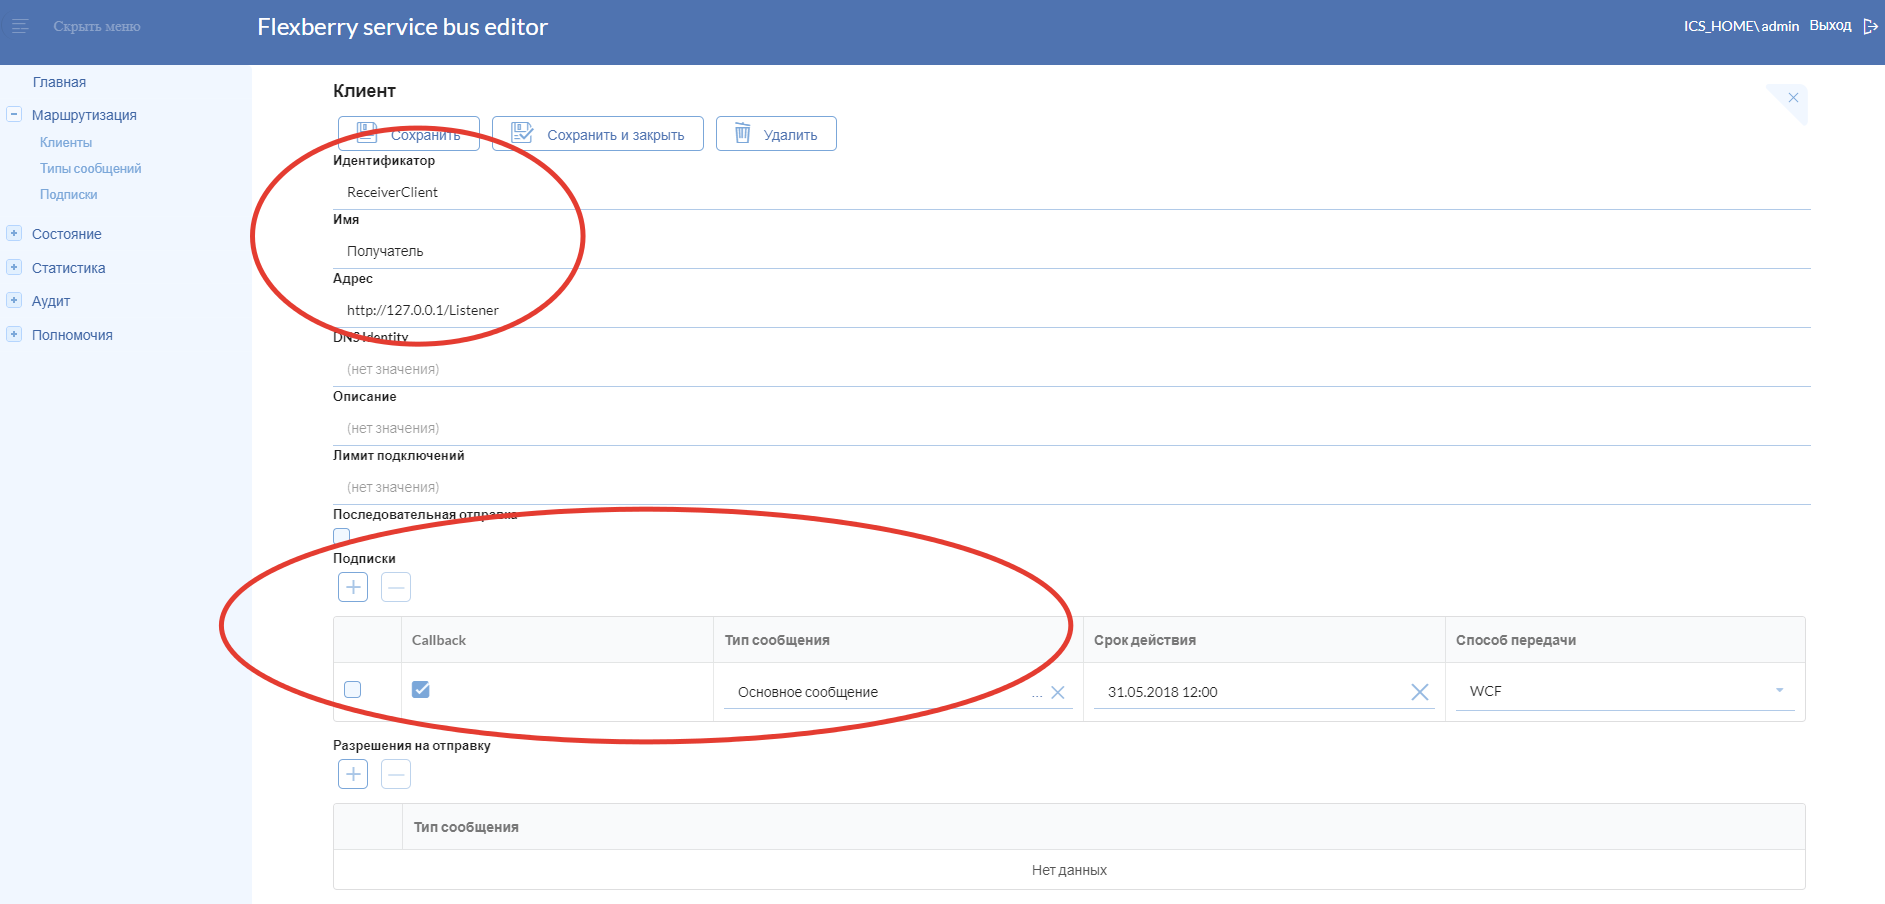 Скрыть меню
Flexberry service bus editor
ICS_HOME\admin Выход
Главная
Маршрутизация
Клиенты
Типы сообщений
Подписки
Состояние
Статистика
Аудит
Полномочия
Клиент
Сохранить
Сохранить и закрыть
Удалить
Идентификатор
ReceiverClient
Имя
Получатель
Адрес
http://127.0.0.1/Listener
DNS Identity
(нет значения)
Описание
(нет значения)
Лимит подключений
(нет значения)
Последовательная отправка
Подписки
Callback Тип сообщения Срок действия Способ передачи
Основное сообщение ... 31.05.2018 12:00 WCF
Разрешения на отправку
Тип сообщения
Нет данных